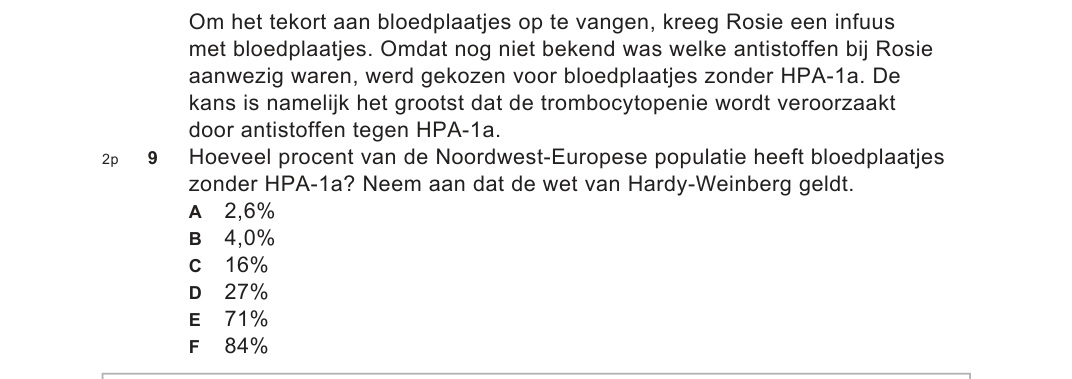 Om het tekort aan bloedplaatjes op te vangen, kreeg Rosie een infuus
met bloedplaatjes. Omdat nog niet bekend was welke antistoffen bij Rosie
aanwezig waren, werd gekozen voor bloedplaatjes zonder HPA-1a. De
kans is namelijk het grootst dat de trombocytopenie wordt veroorzaakt
door antistoffen tegen HPA-1a.
2p 9 Hoeveel procent van de Noordwest-Europese populatie heeft bloedplaatjes
zonder HPA-1a? Neem aan dat de wet van Hardy-Weinberg geldt.
A 2,6%
B 4,0%
C 16%
D 27%
E 71%
F 84%